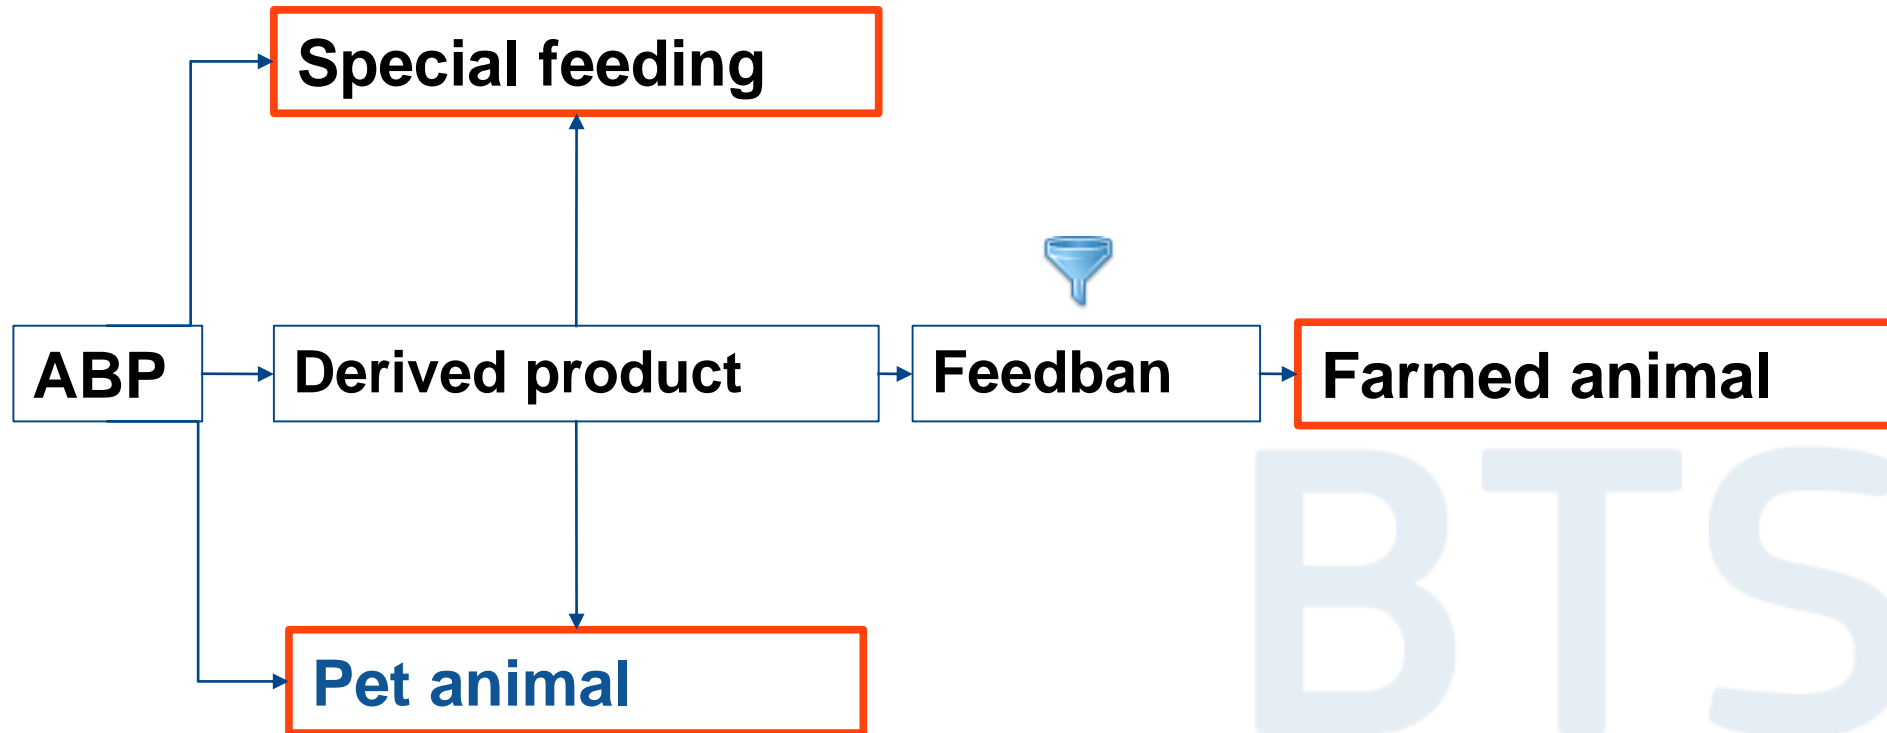 Special feeding
ABP
Derived product
Feedban
Farmed animal
Pet animal
BTS